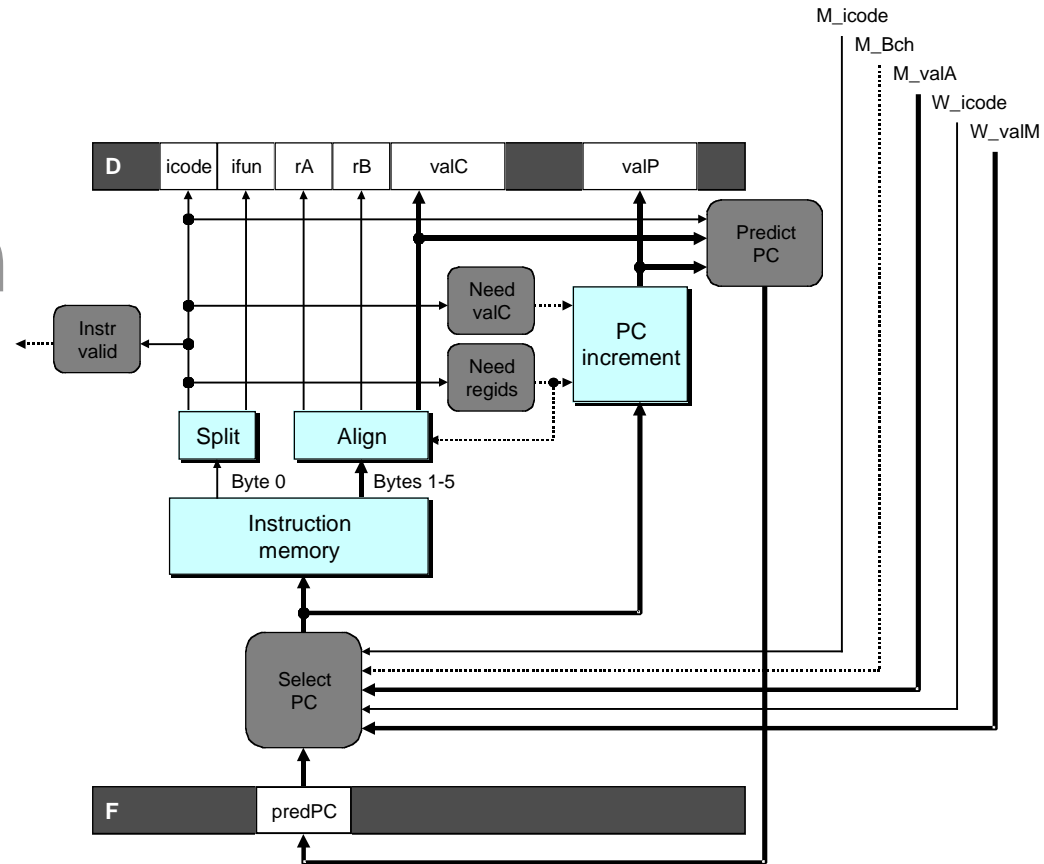 M_icode
M_Bch
M_valA
W_icode
W_valM
D icode ifun rA rB valC valP
Predict
PC
Need
valC
Instr
valid
PC
increment
Need
regids
Split
Align
Byte 0
Bytes 1-5
Instruction
memory
Select
PC
F predPC